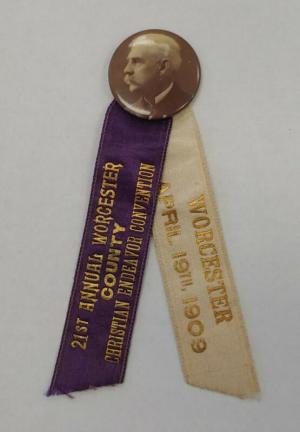 21ST ANNUAL WORCESTER
COUNTY
CHRISTIAN ENDEAVOR CONVENTION
WORCESTER
APRIL 19TH, 1909